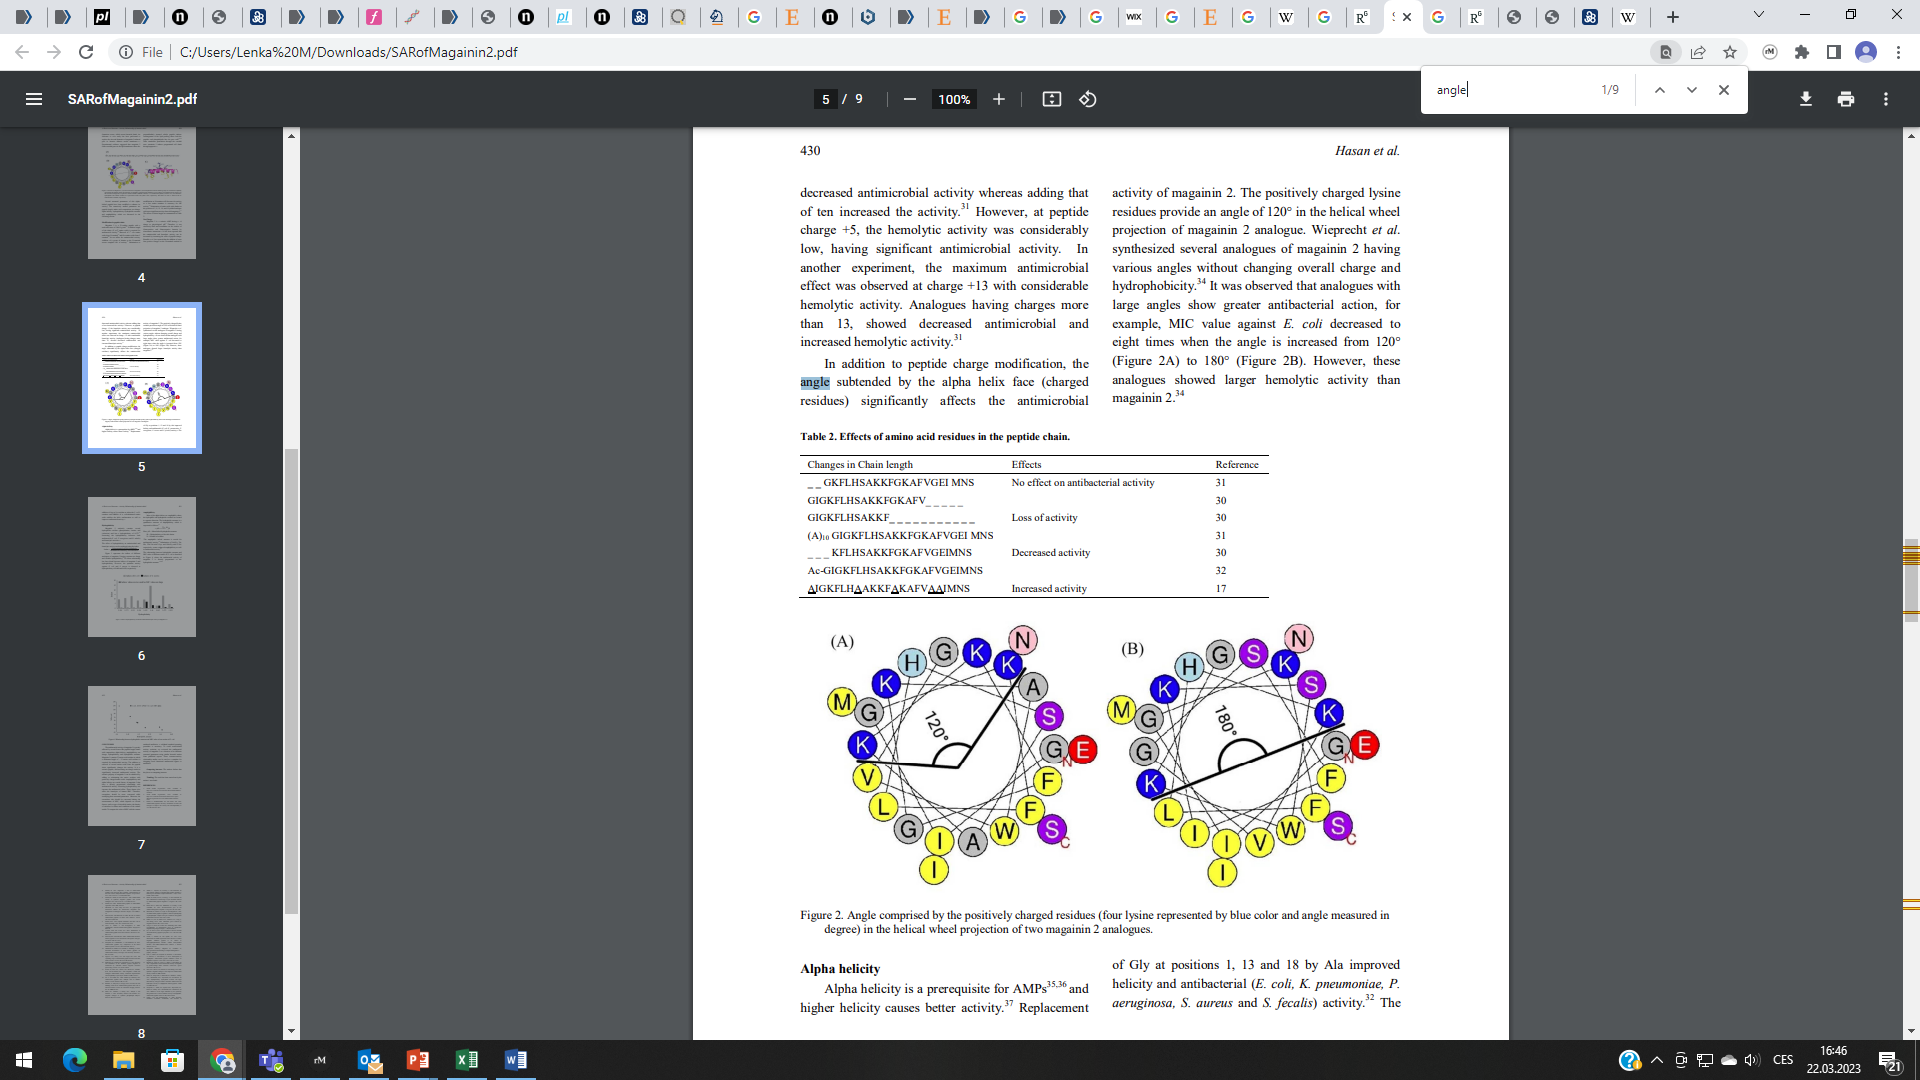 File
C:/Users/Lenka%20M/Downloads/SARofMagainin2.pdf
angle
1/9
SARofMagainin2.pdf
5 / 9
100%
4
5
6
7
8
430
Hasan et al.
decreased antimicrobial activity whereas adding that
of ten increased the activity.31 However, at peptide
charge +5, the hemolytic activity was considerably
low, having significant antimicrobial activity. In
another experiment, the maximum antimicrobial
effect was observed at charge +13 with considerable
hemolytic activity. Analogues having charges more
than 13, showed decreased antimicrobial and
increased hemolytic activity.31
In addition to peptide charge modification, the
angle subtended by the alpha helix face (charged
residues) significantly affects the antimicrobial
activity of magainin 2. The positively charged lysine
residues provide an angle of 120° in the helical wheel
projection of magainin 2 analogue. Wieprecht et al.
synthesized several analogues of magainin 2 having
various angles without changing overall charge and
hydrophobicity.34 It was observed that analogues with
large angles show greater antibacterial action, for
example, MIC value against E. coli decreased to
eight times when the angle is increased from 120°
(Figure 2A) to 180° (Figure 2B). However, these
analogues showed larger hemolytic activity than
magainin 2.34
Table 2. Effects of amino acid residues in the peptide chain.
Changes in Chain length Effects Reference
_ _ GKFLHSAKKFGKAFVGEI MNS No effect on antibacterial activity 31
GIGKFLHSAKKFGKAFV_ _ _ _ _ 30
GIGKFLHSAKKF_ _ _ _ _ _ _ _ _ _ _ Loss of activity 30
(A)10 GIGKFLHSAKKFGKAFVGEI MNS 31
_ _ _ KFLHSAKKFGKAFVGEIMNS Decreased activity 30
Ac-GIGKFLHSAKKFGKAFVGEIMNS 32
AIGKFLHAAKKFAKAFVAAIMNS Increased activity 17
(A)
H G K K N
K A
M G S
120°
K G E
N
V F
L F
G I A W S
C
I
(B)
H G S K N
K S
M G K
180°
G G E
N
K F
L F
I I V W S
C
I
Figure 2. Angle comprised by the positively charged residues (four lysine represented by blue color and angle measured in
degree) in the helical wheel projection of two magainin 2 analogues.
Alpha helicity
Alpha helicity is a prerequisite for AMPs35,36 and
higher helicity causes better activity.37 Replacement
of Gly at positions 1, 13 and 18 by Ala improved
helicity and antibacterial (E. coli, K. pneumoniae, P.
aeruginosa, S. aureus and S. fecalis) activity.32 The
CES
16:46
22.03.2023
21